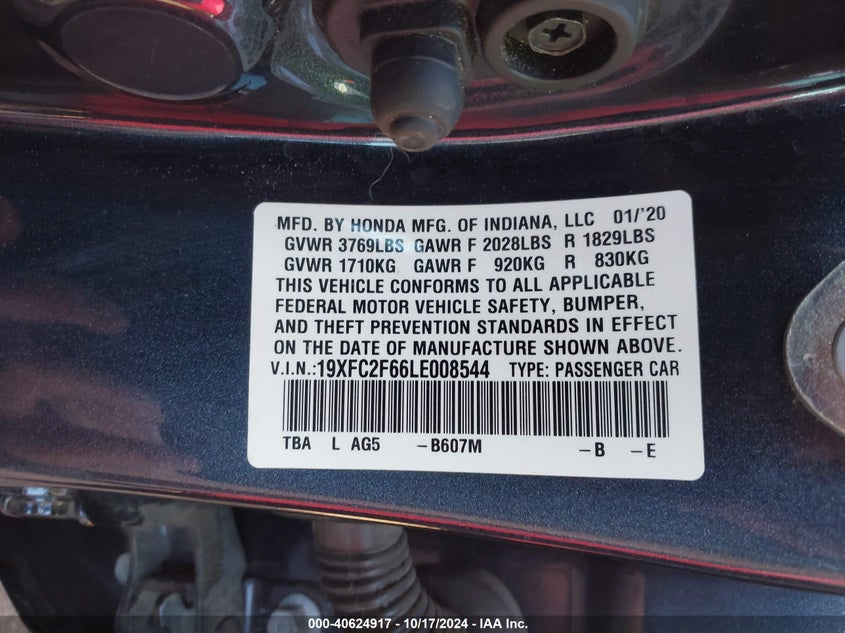 MFD. BY HONDA MFG. OF INDIANA, LLC 01/'20
GVWR 3769LBS GAWR F 2028LBS R 1829LBS
GVWR 1710KG GAWR F 920KG R 830KG
THIS VEHICLE CONFORMS TO ALL APPLICABLE
FEDERAL MOTOR VEHICLE SAFETY, BUMPER,
AND THEFT PREVENTION STANDARDS IN EFFECT
ON THE DATE OF MANUFACTURE SHOWN ABOVE.
V.I.N.:19XFC2F66LE008544 TYPE: PASSENGER CAR
TBA L AG5 -B607M -B -E
000-40624917 - 10/17/2024 - IAA Inc.